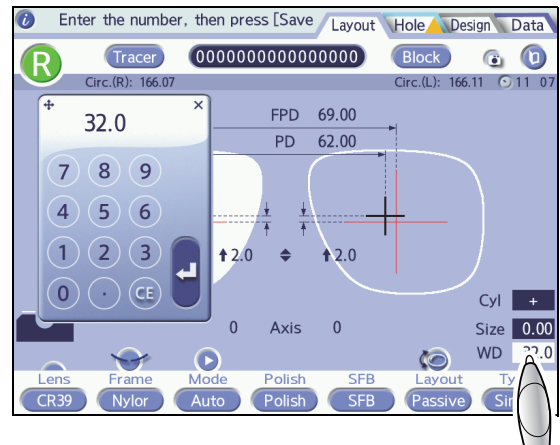 Enter the number, then press [Save
Layout Hole Design Data
R Tracer 0000000000000000 Block
Circ.(R): 166.07 Circ.(L): 166.11 11 07
32.0
FPD 69.00
PD 62.00
7 8 9
4 5 6
1 2 3
0 . CE
2.0 2.0
Cyl +
0 Axis 0
Size 0.00
WD
Lens Frame Mode Polish SFB Layout
CR39 Nylor Auto Polish SFB Passive